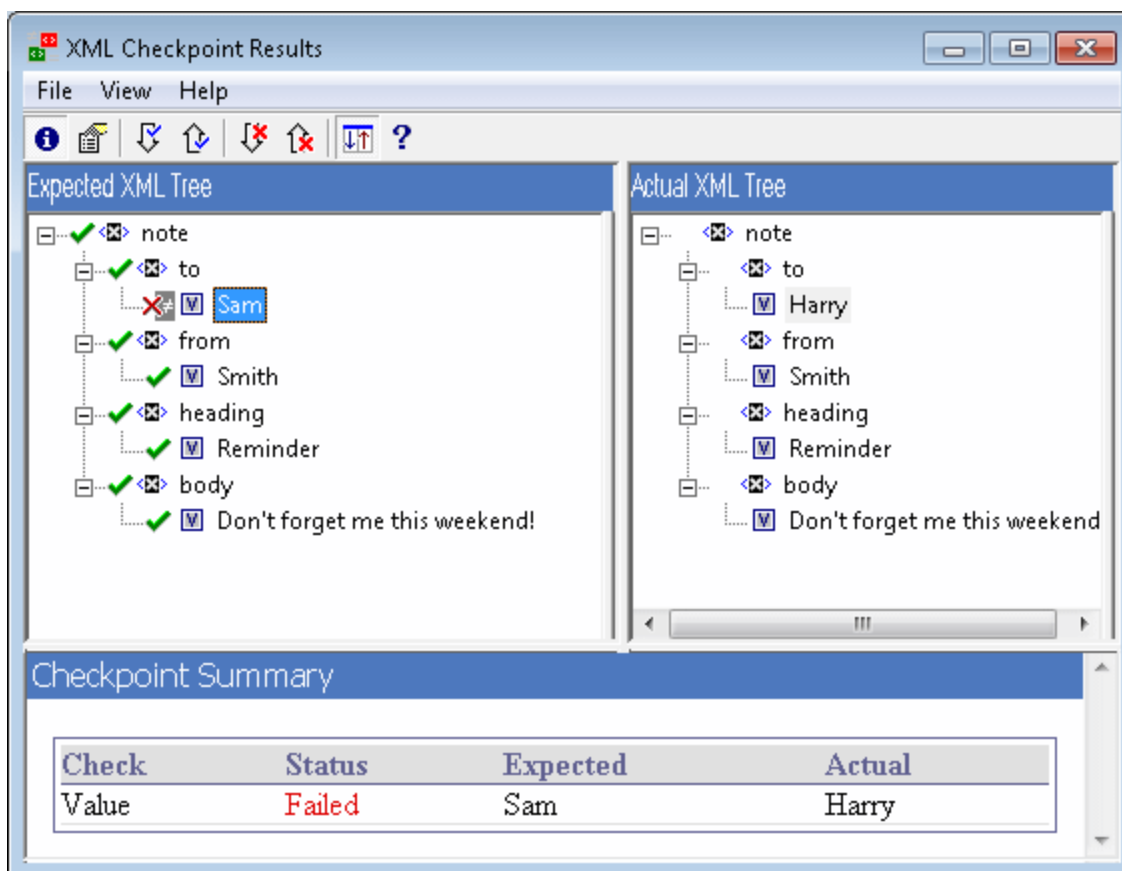 XML Checkpoint Results
File View Help
Expected XML Tree
note
to
Sam
from
Smith
heading
Reminder
body
Don't forget me this weekend!
Actual XML Tree
note
to
Harry
from
Smith
heading
Reminder
body
Don't forget me this weekend
Checkpoint Summary
Check Status Expected Actual
Value Failed Sam Harry